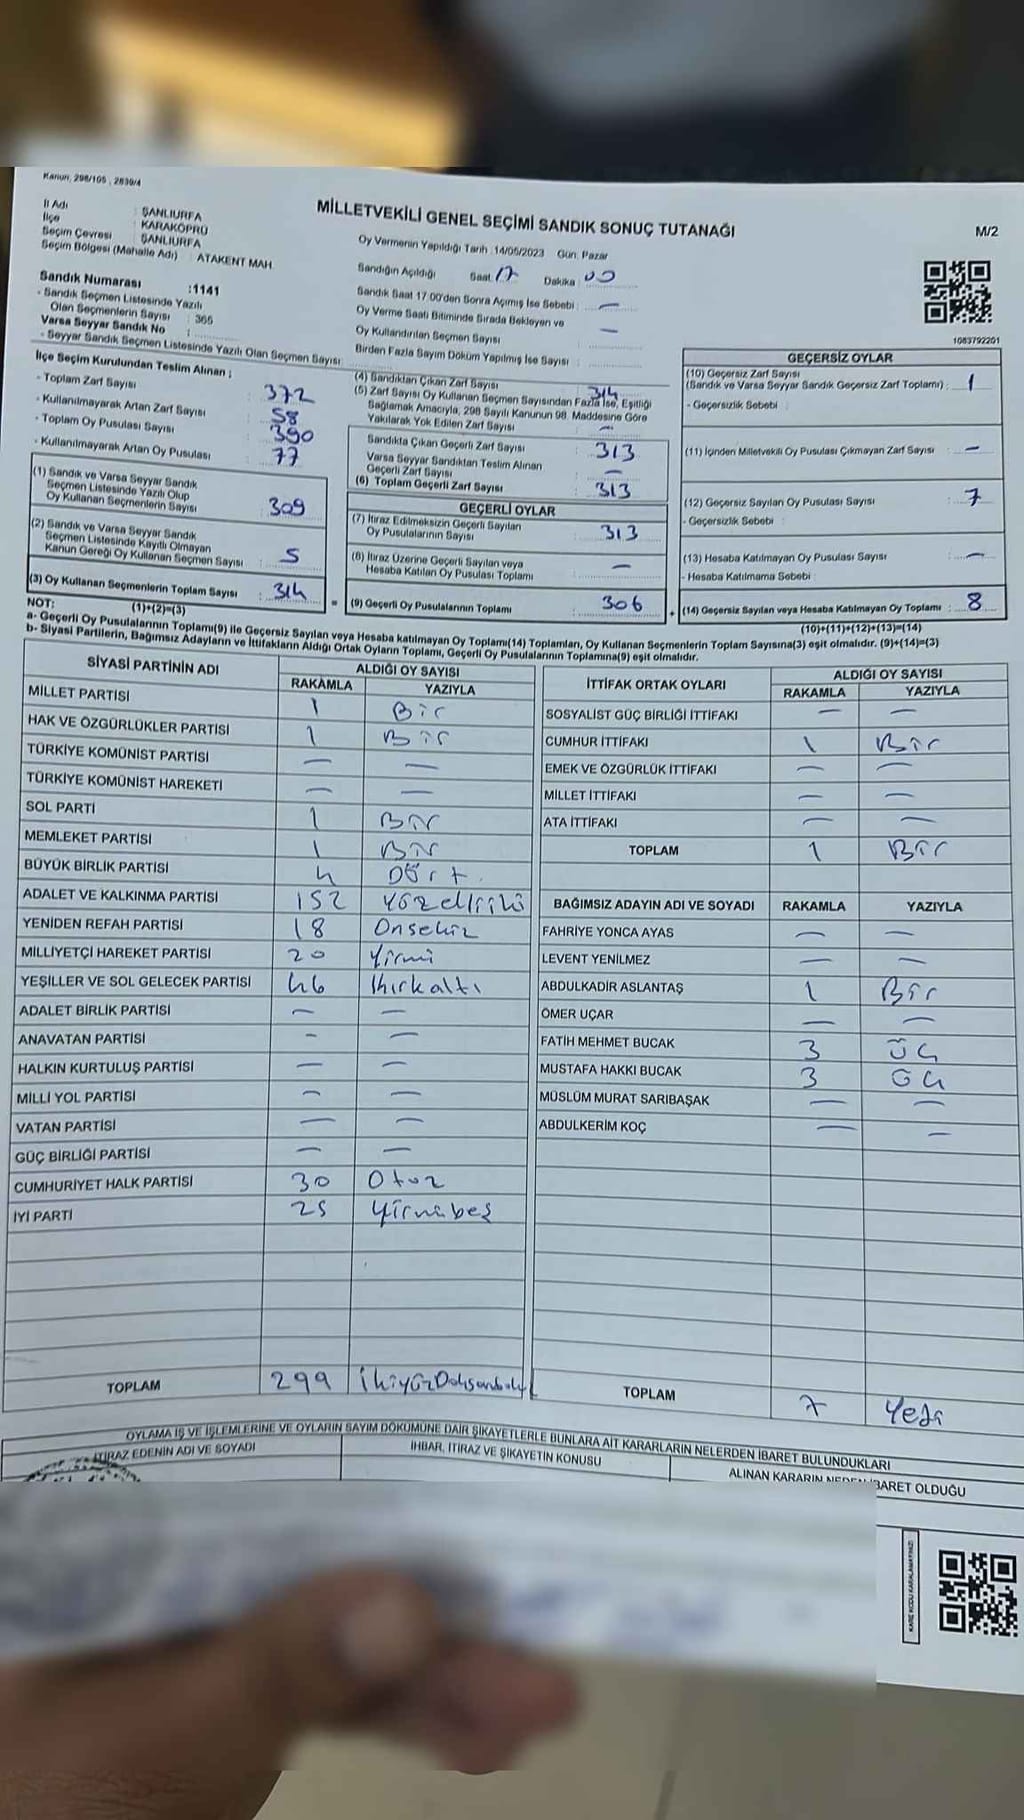 Kanun, 298/105 , 2839/4
MİLLETVEKİLİ GENEL SEÇİMİ SANDIK SONUÇ TUTANAĞI
M/2
İl Adı : ŞANLIURFA
İlçe : KARAKÖPRÜ
Seçim Çevresi : ŞANLIURFA
Seçim Bölgesi (Mahalle Adı) : ATAKENT MAH
Sandık Numarası :1141
- Sandık Seçmen Listesinde Yazılı
Olan Seçmenlerin Sayısı : 365
Varsa Seyyar Sandık No :
- Seyyar Sandık Seçmen Listesinde Yazılı Olan Seçmen Sayısı:
Oy Vermenin Yapıldığı Tarih :14/05/2023 Gün: Pazar
Sandığın Açıldığı Saat 17 Dakika : 00
Sandık Saat 17:00'den Sonra Açımış İse Sebebi : —
Oy Verme Saati Bitiminde Sırada Bekleyen ve
Oy Kullandırılan Seçmen Sayısı : —
Birden Fazla Sayım Döküm Yapılmış İse Sayısı :
1083792201
İlçe Seçim Kurulundan Teslim Alınan ;
- Toplam Zarf Sayısı : 372
- Kullanılmayarak Artan Zarf Sayısı : 58
- Toplam Oy Pusulası Sayısı : 390
- Kullanılmayarak Artan Oy Pusulası : 77
(1) Sandık ve Varsa Seyyar Sandık
Seçmen Listesinde Yazılı Olup
Oy Kullanan Seçmenlerin Sayısı : 309
(2) Sandık ve Varsa Seyyar Sandık
Seçmen Listesinde Kayıtlı Olmayan
Kanun Gereği Oy Kullanan Seçmen Sayısı : 5
(3) Oy Kullanan Seçmenlerin Toplam Sayısı : 314
(1)+(2)=(3)
(4) Sandıktan Çıkan Zarf Sayısı : 314
(5) Zarf Sayısı Oy Kullanan Seçmen Sayısından Fazla İse, Eşitliği
Sağlamak Amacıyla, 298 Sayılı Kanunun 98. Maddesine Göre
Yakılarak Yok Edilen Zarf Sayısı : —
Sandıkta Çıkan Geçerli Zarf Sayısı : 313
Varsa Seyyar Sandıktan Teslim Alınan
Geçerli Zarf Sayısı : —
(6) Toplam Geçerli Zarf Sayısı : 313
GEÇERLİ OYLAR
(7) İtiraz Edilmeksizin Geçerli Sayılan
Oy Pusulalarının Sayısı : 313
(8) İtiraz Üzerine Geçerli Sayılan veya
Hesaba Katılan Oy Pusulası Toplamı : —
= (9) Geçerli Oy Pusulalarının Toplamı : 306
GEÇERSİZ OYLAR
(10) Geçersiz Zarf Sayısı
(Sandık ve Varsa Seyyar Sandık Geçersiz Zarf Toplamı) : 1
- Geçersizlik Sebebi :
(11) İçinden Milletvekili Oy Pusulası Çıkmayan Zarf Sayısı : —
(12) Geçersiz Sayılan Oy Pusulası Sayısı : 7
- Geçersizlik Sebebi :
(13) Hesaba Katılmayan Oy Pusulası Sayısı : —
- Hesaba Katılmama Sebebi :
+ (14) Geçersiz Sayılan veya Hesaba Katılmayan Oy Toplamı : 8
(10)+(11)+(12)+(13)=(14)
NOT:
a- Geçerli Oy Pusulalarının Toplamı(9) ile Geçersiz Sayılan veya Hesaba katılmayan Oy Toplamı(14) Toplamları, Oy Kullanan Seçmenlerin Toplam Sayısına(3) eşit olmalıdır. (9)+(14)=(3)
b- Siyasi Partilerin, Bağımsız Adayların ve İttifakların Aldığı Ortak Oyların Toplamı, Geçerli Oy Pusulalarının Toplamına(9) eşit olmalıdır.
SİYASİ PARTİNİN ADI ALDIĞI OY SAYISI
RAKAMLA YAZIYLA
MİLLET PARTİSI 1 Bir
HAK VE ÖZGÜRLÜKLER PARTİSİ 1 Bir
TÜRKİYE KOMÜNİST PARTİSİ — —
TÜRKİYE KOMÜNİST HAREKETİ — —
SOL PARTİ 1 Bir
MEMLEKET PARTİSİ 1 Bir
BÜYÜK BİRLİK PARTİSİ 4 Dört.
ADALET VE KALKINMA PARTİSİ 152 Yüzelliiki
YENİDEN REFAH PARTİSİ 18 Onsekiz
MİLLİYETÇİ HAREKET PARTİSİ 20 Yirmi
YEŞİLLER VE SOL GELECEK PARTİSİ 46 Kırkaltı
ADALET BİRLİK PARTİSİ — —
ANAVATAN PARTİSİ — —
HALKIN KURTULUŞ PARTİSİ — —
MİLLİ YOL PARTİSİ — —
VATAN PARTİSİ — —
GÜÇ BİRLİĞİ PARTİSİ — —
CUMHURİYET HALK PARTİSİ 30 Otuz
İYİ PARTİ 25 Yirmibeş
TOPLAM 299 İkiyüzDoksandokuz
İTTİFAK ORTAK OYLARI ALDIĞI OY SAYISI
RAKAMLA YAZIYLA
SOSYALİST GÜÇ BİRLİĞİ İTTİFAKI — —
CUMHUR İTTİFAKI 1 Bir
EMEK VE ÖZGÜRLÜK İTTİFAKI — —
MİLLET İTTİFAKI — —
ATA İTTİFAKI — —
TOPLAM 1 Bir
BAĞIMSIZ ADAYIN ADI VE SOYADI RAKAMLA YAZIYLA
FAHRİYE YONCA AYAS — —
LEVENT YENİLMEZ — —
ABDULKADİR ASLANTAŞ 1 Bir
ÖMER UÇAR — —
FATİH MEHMET BUCAK 3 Üç
MUSTAFA HAKKI BUCAK 3 Üç
MÜSLÜM MURAT SARIBAŞAK — —
ABDULKERİM KOÇ — —
TOPLAM 7 Yedi
OYLAMA İŞ VE İŞLEMLERINE VE OYLARIN SAYIM DÖKÜMÜNE DAİR ŞİKAYETLERLE BUNLARA AİT KARARLARIN NELERDEN İBARET BULUNDUKLARI
İTİRAZ EDENİN ADI VE SOYADI
İHBAR, İTİRAZ VE ŞİKAYETİN KONUSU
ALINAN KARARIN NEDEN İBARET OLDUĞU
KARE KODU KARALAMAYINIZ!